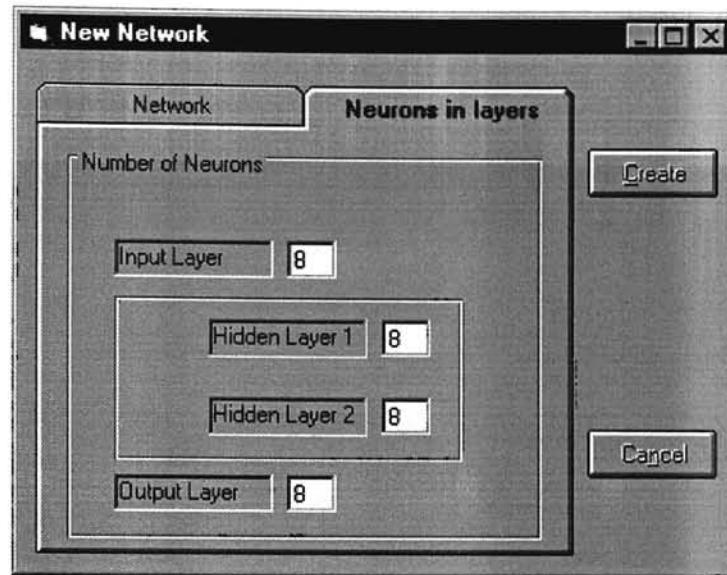 New Network
Network
Neurons in layers
Number of Neurons
Create
Input Layer 8
Hidden Layer 1 8
Hidden Layer 2 8
Cancel
Output Layer 8